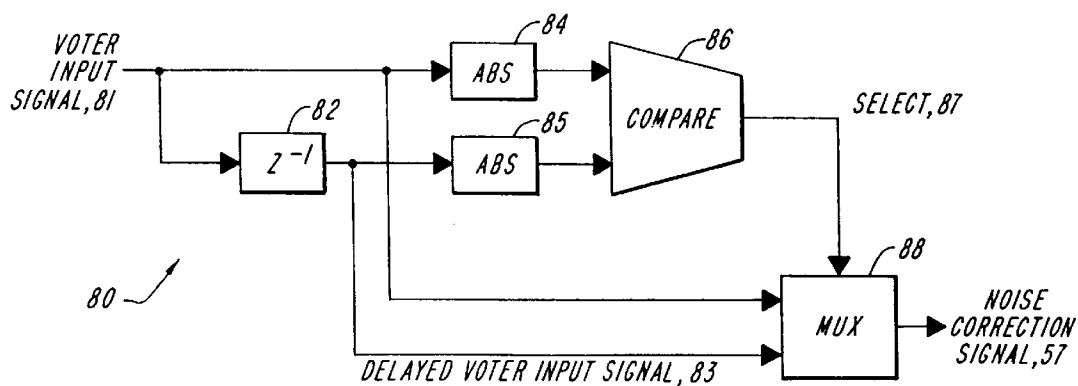 VOTER
INPUT
SIGNAL,81
84
ABS
86
COMPARE
SELECT,87
82
Z⁻¹
85
ABS
80
88
MUX
NOISE
CORRECTION
SIGNAL,57
DELAYED VOTER INPUT SIGNAL,83